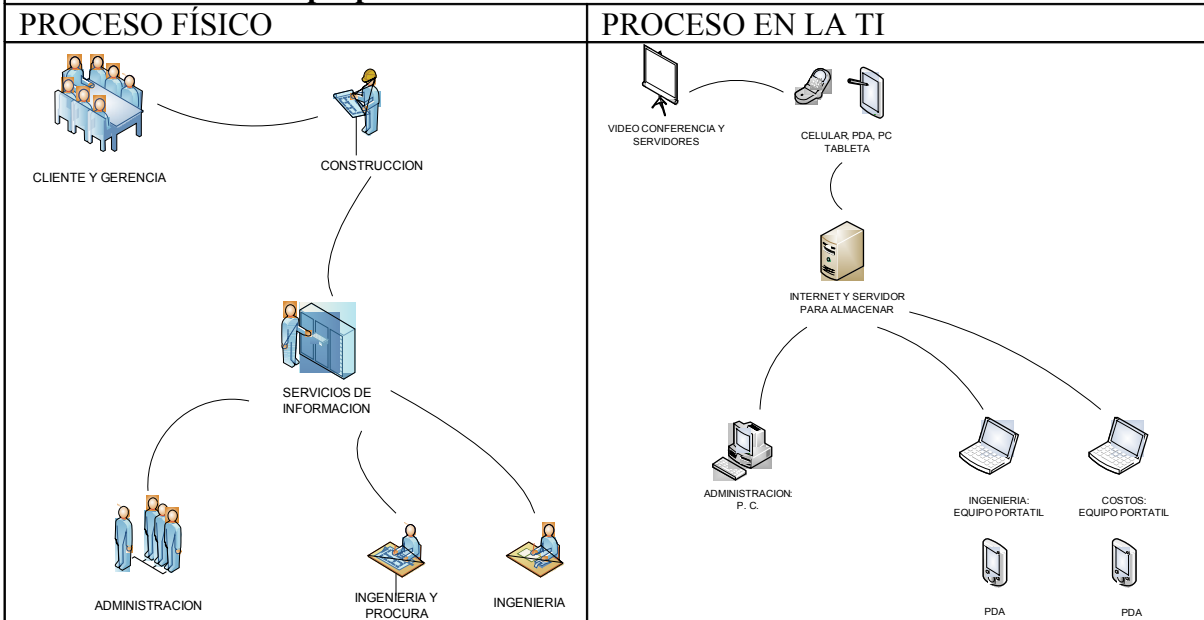 PROCESO FÍSICO
PROCESO EN LA TI
CLIENTE Y GERENCIA
CONSTRUCCION
SERVICIOS DE
INFORMACION
ADMINISTRACION
INGENIERIA Y
PROCURA
INGENIERIA
VIDEO CONFERENCIA Y
SERVIDORES
CELULAR, PDA, PC
TABLETA
INTERNET Y SERVIDOR
PARA ALMACENAR
ADMINISTRACION:
P. C.
INGENIERIA:
EQUIPO PORTATIL
COSTOS:
EQUIPO PORTATIL
PDA
PDA